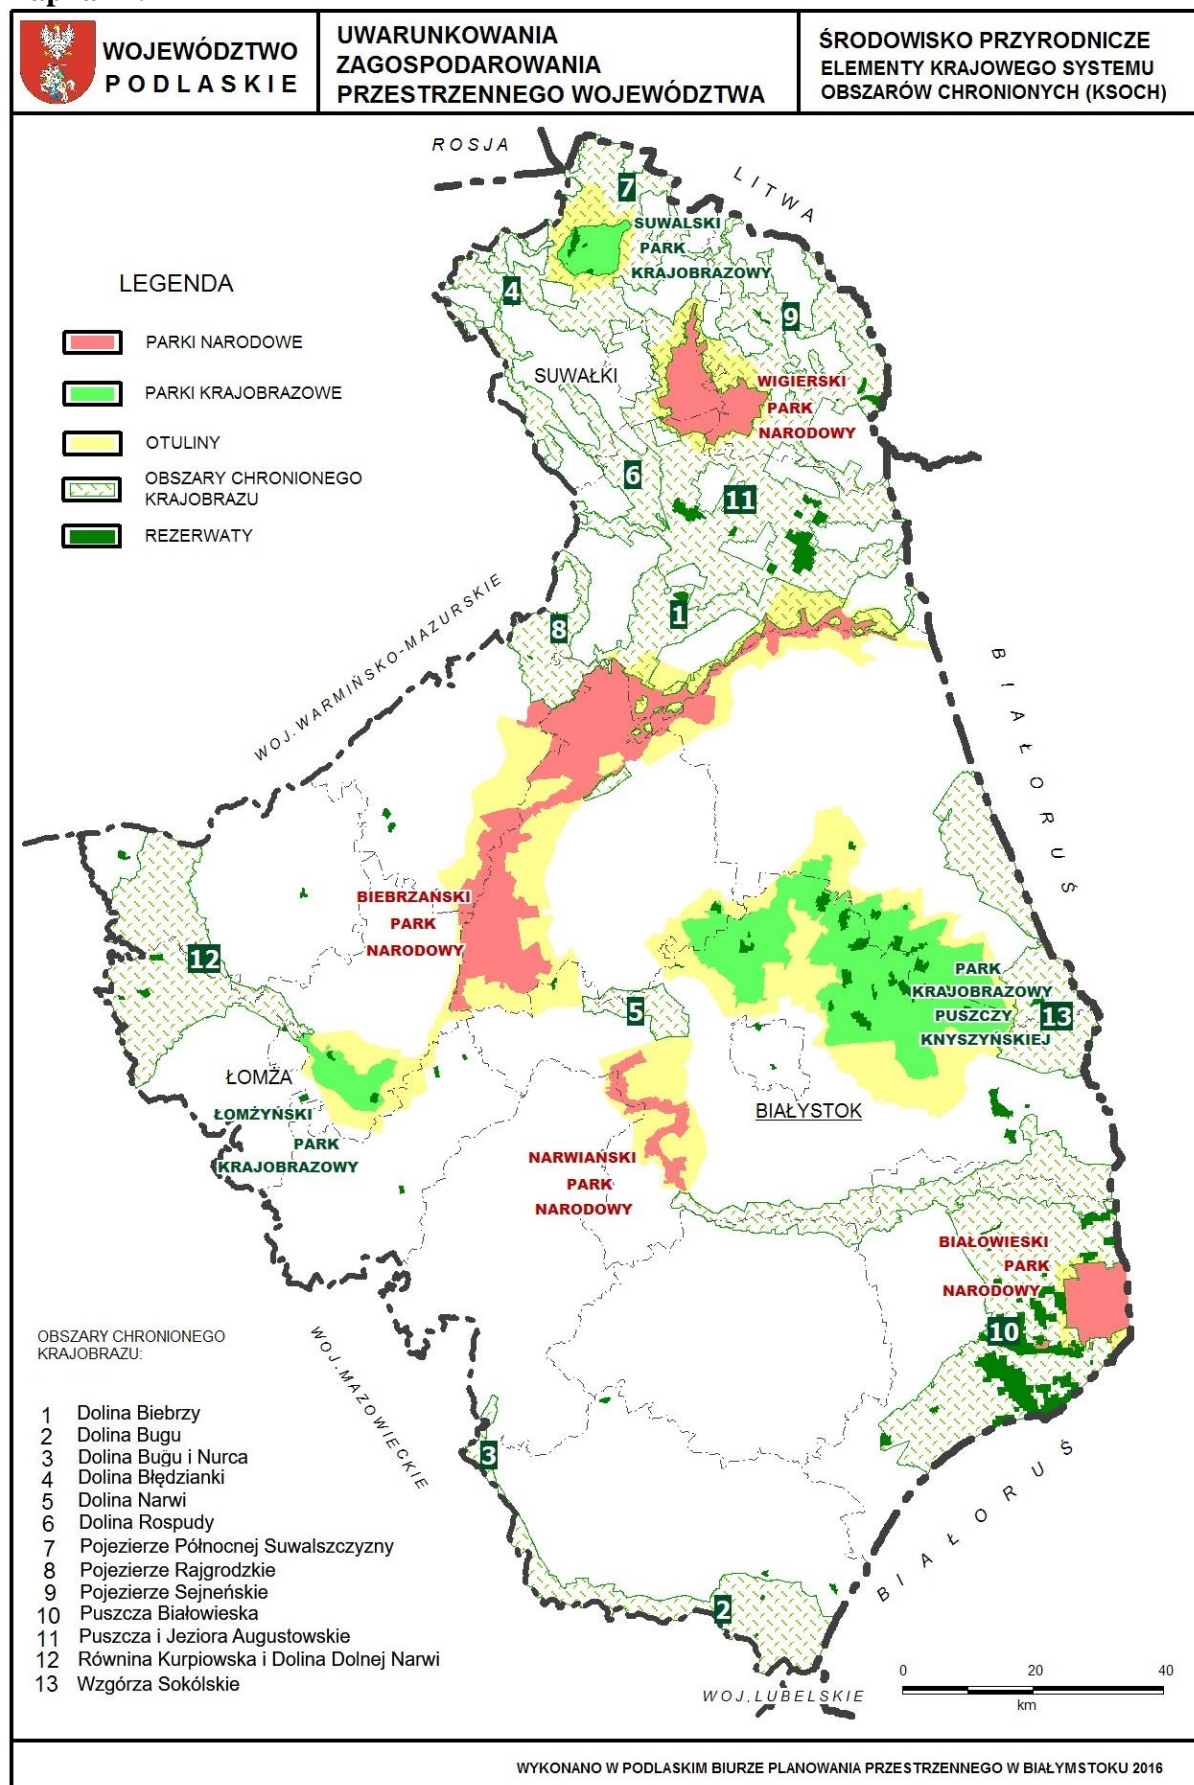 WOJEWÓDZTWO
PODLASKIE
UWARUNKOWANIA
ZAGOSPODAROWANIA
PRZESTRZENNEGO WOJEWÓDZTWA
ŚRODOWISKO PRZYRODNICZE
ELEMENTY KRAJOWEGO SYSTEMU
OBSZARÓW CHRONIONYCH (KSOCH)
ROSJA
LITWA
7
SUWALSKI
PARK
KRAJOBRAZOWY
LEGENDA
PARKI NARODOWE
PARKI KRAJOBRAZOWE
OTULINY
OBSZARY CHRONIONEGO
KRAJOBRAZU
REZERWATY
4
9
SUWAŁKI
WIGIERSKI
PARK
NARODOWY
6
11
1
8
WOJ.WARMIŃSKO-MAZURSKIE
BIAŁORUŚ
BIEBRZAŃSKI
PARK
NARODOWY
12
5
PARK
KRAJOBRAZOWY
PUSZCZY
KNYSZYŃSKIEJ
13
ŁOMŻA
ŁOMŻYŃSKI
PARK
KRAJOBRAZOWY
BIAŁYSTOK
NARWIAŃSKI
PARK
NARODOWY
BIAŁOWIESKI
PARK
NARODOWY
10
WOJ.MAZOWIECKIE
3
BIAŁORUŚ
2
WOJ.LUBELSKIE
OBSZARY CHRONIONEGO
KRAJOBRAZU:
1 Dolina Biebrzy
2 Dolina Bugu
3 Dolina Bugu i Nurca
4 Dolina Błędzianki
5 Dolina Narwi
6 Dolina Rospudy
7 Pojezierze Północnej Suwalszczyzny
8 Pojezierze Rajgrodzkie
9 Pojezierze Sejneńskie
10 Puszcza Białowieska
11 Puszcza i Jeziora Augustowskie
12 Równina Kurpiowska i Dolina Dolnej Narwi
13 Wzgórza Sokólskie
0 20 40
km
WYKONANO W PODLASKIM BIURZE PLANOWANIA PRZESTRZENNEGO W BIAŁYMSTOKU 2016